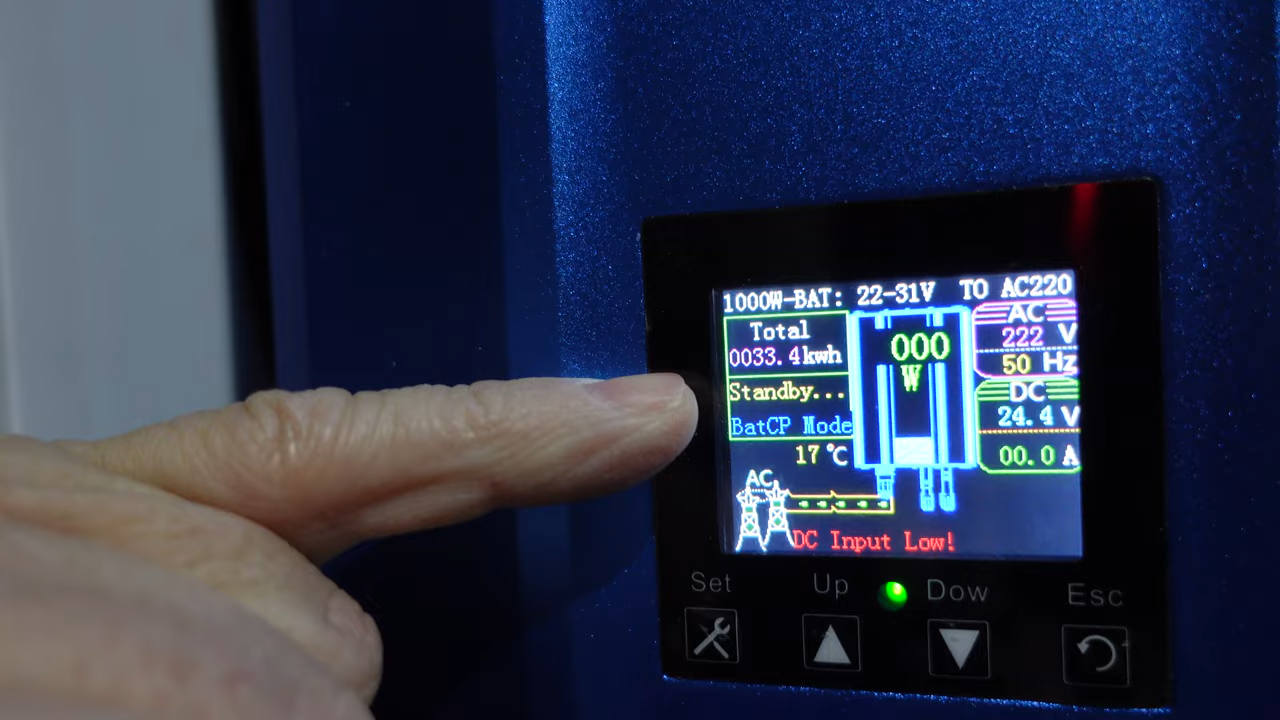 1000W-BAT: 22-31V TO AC220
Total
0033.4kwh
Standby...
BatCP Mode
17℃
AC
000
W
AC
222 V
50 Hz
DC
24.4 V
00.0 A
DC Input Low!
Set Up Dow Esc